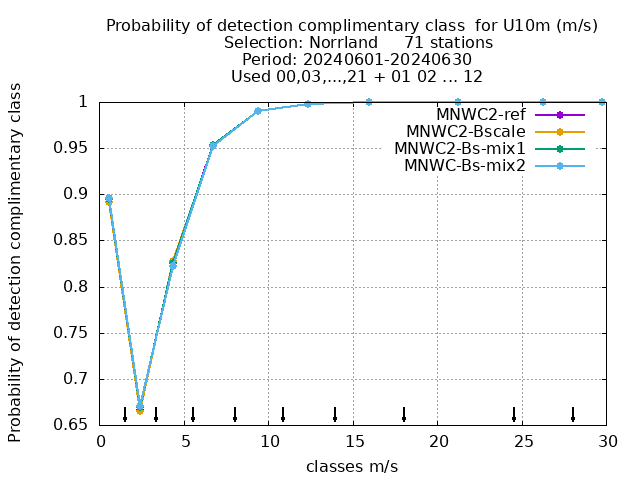 Probability of detection complimentary class  for U10m (m/s)
Selection: Norrland     71 stations
Period: 20240601-20240630
Used 00,03,...,21 + 01 02 ... 12
Probability of detection complimentary class
1
0.95
0.9
0.85
0.8
0.75
0.7
0.65
MNWC2-ref
MNWC2-Bscale
MNWC2-Bs-mix1
MNWC-Bs-mix2
0 5 10 15 20 25 30
classes m/s